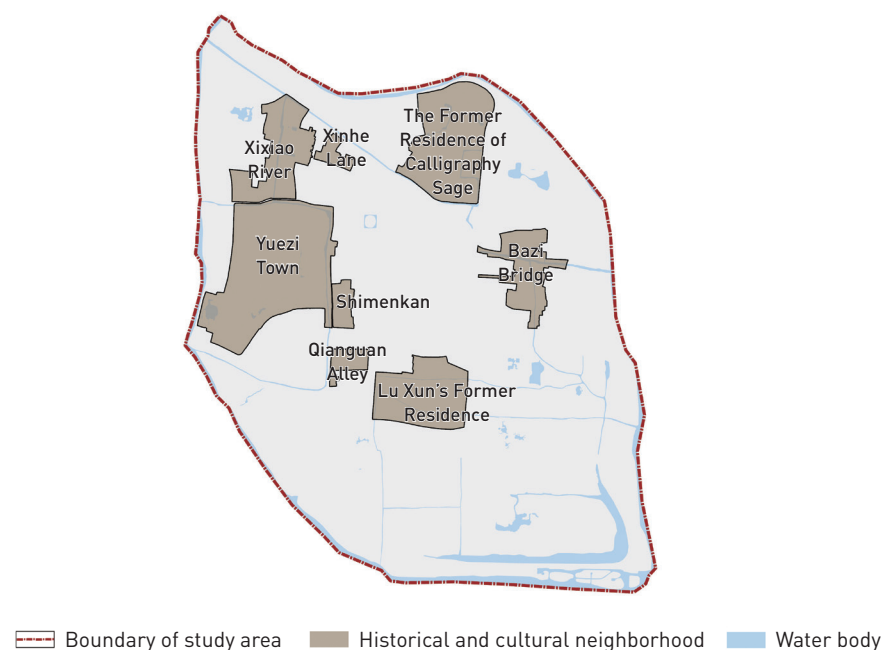 The Former
Residence of
Calligraphy
Sage
Xinhe
Lane
Xixiao
River
Yuezi
Town
Bazi
Bridge
Shimenkan
Qianguan
Alley
Lu Xun's Former
Residence
Boundary of study area
Historical and cultural neighborhood
Water body